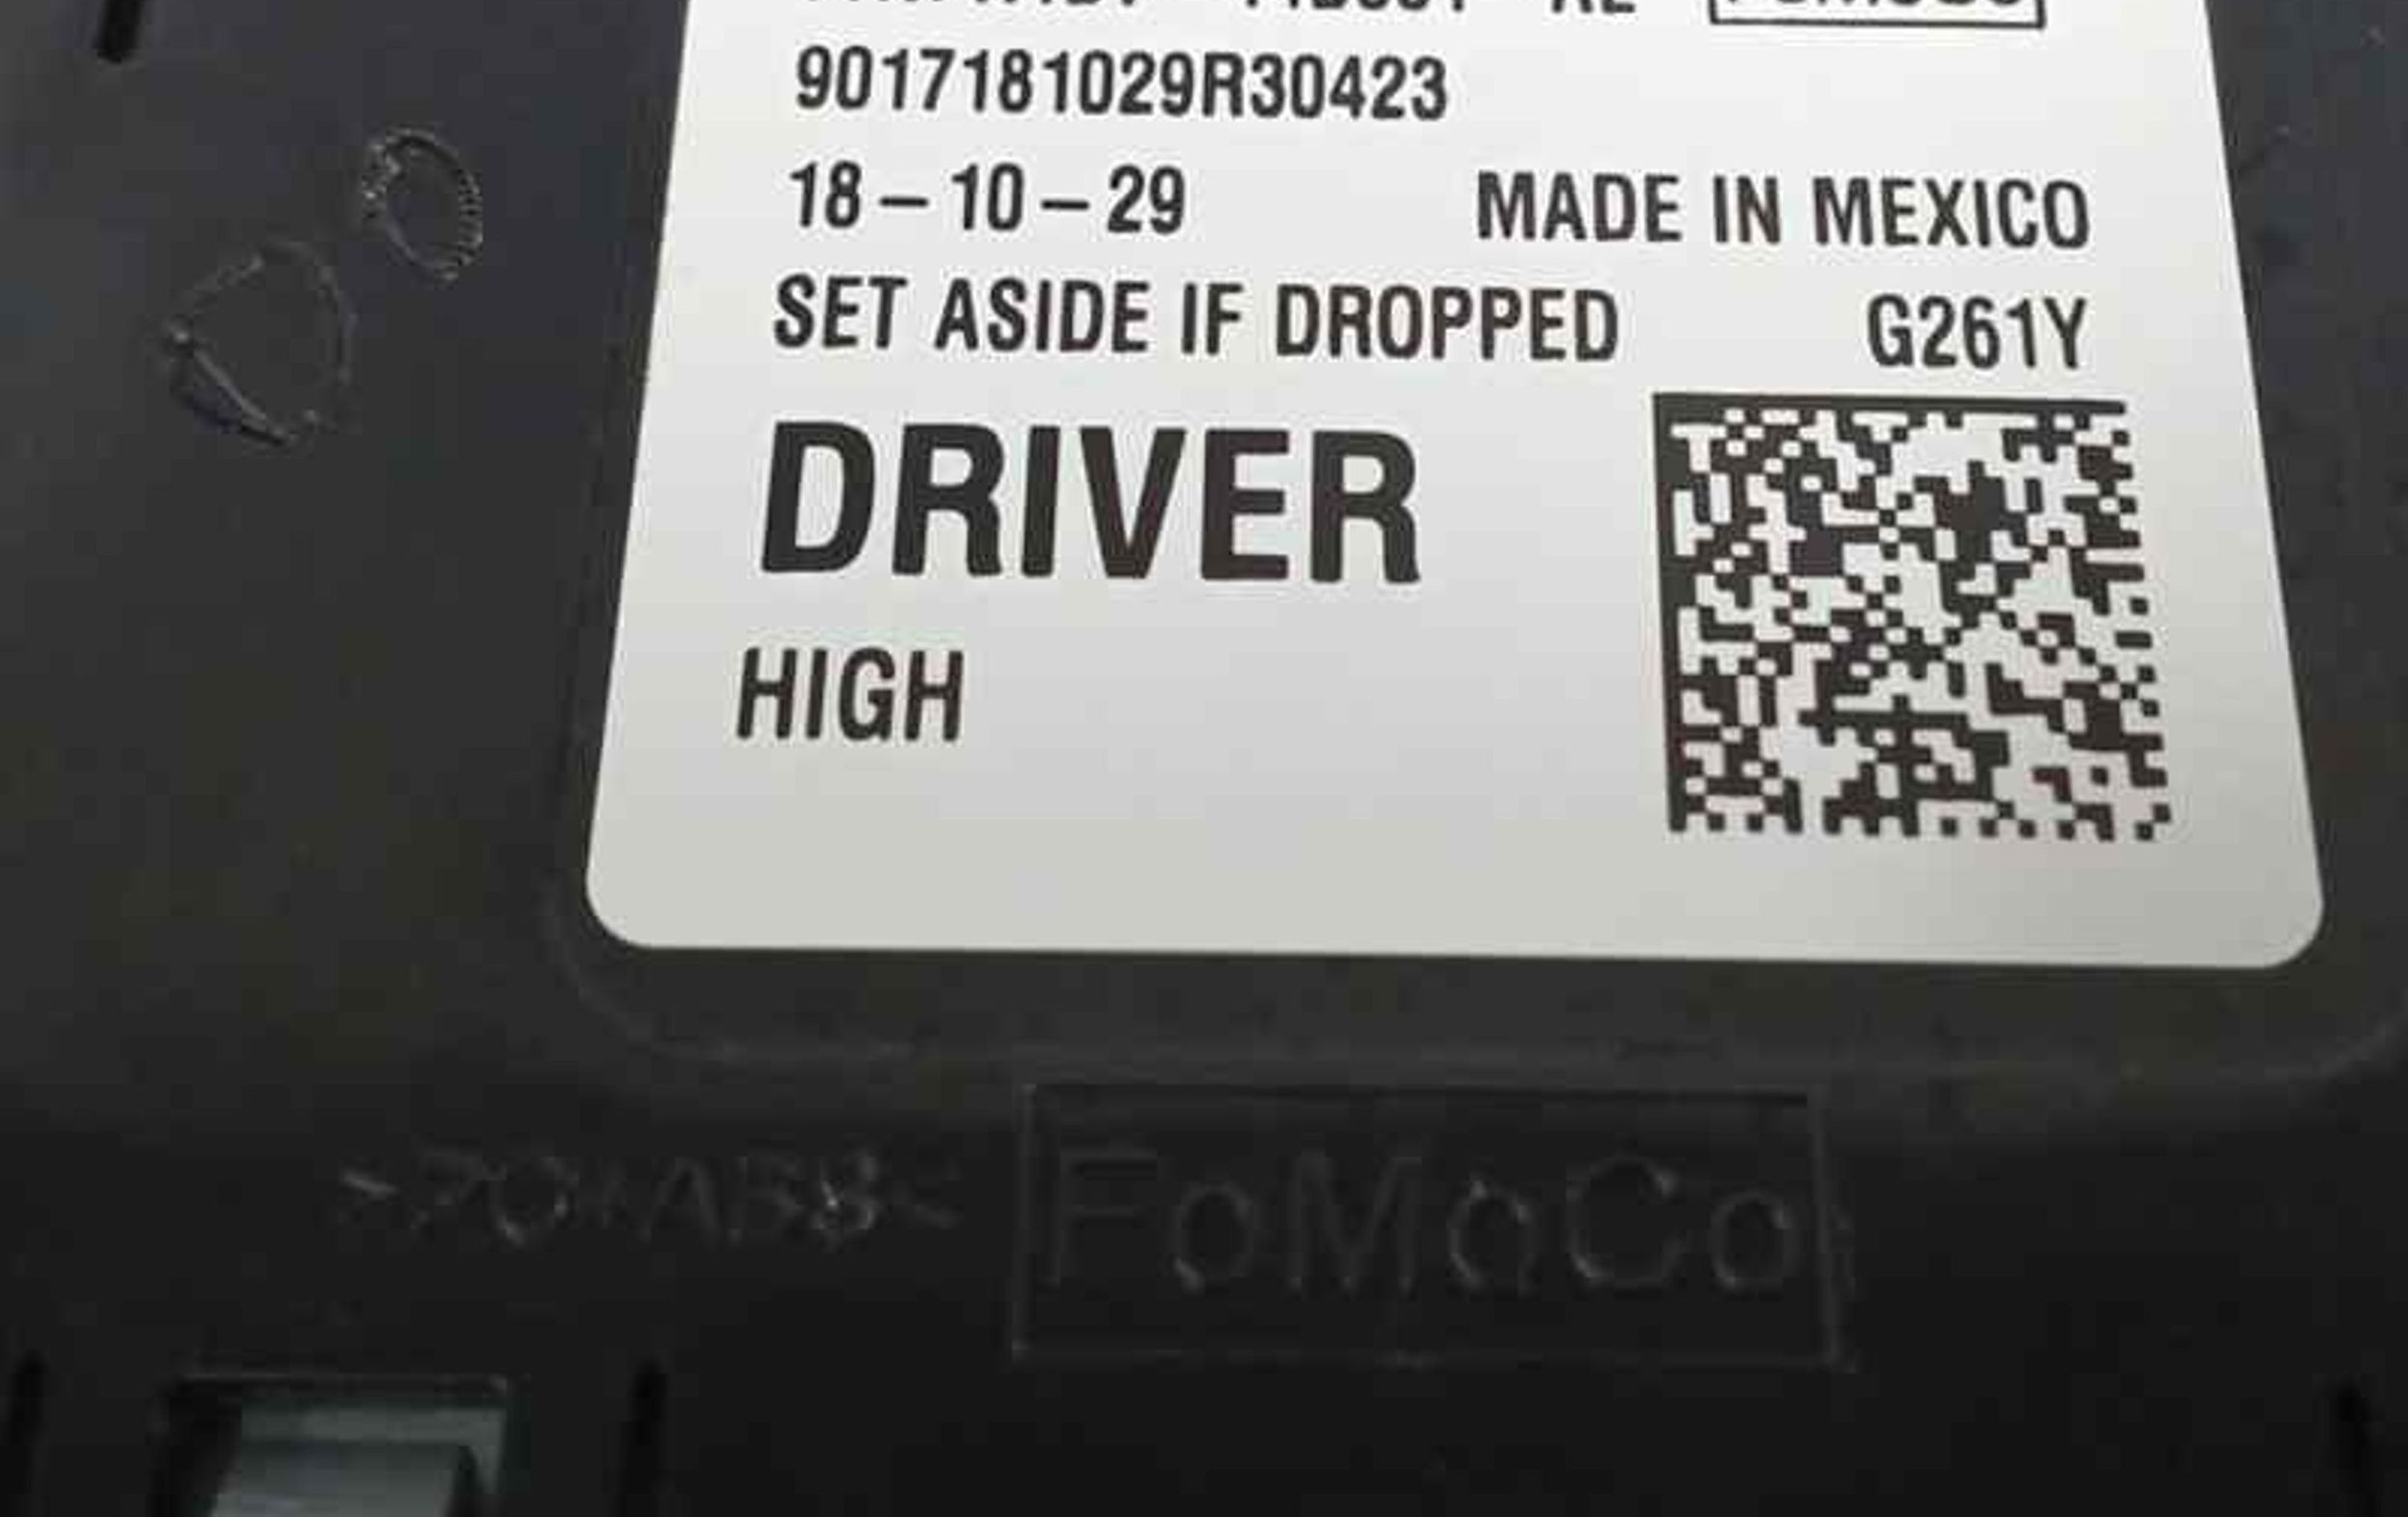 9017181029R30423
18 – 10 – 29 MADE IN MEXICO
SET ASIDE IF DROPPED G261Y
DRIVER
HIGH
FoMoCo